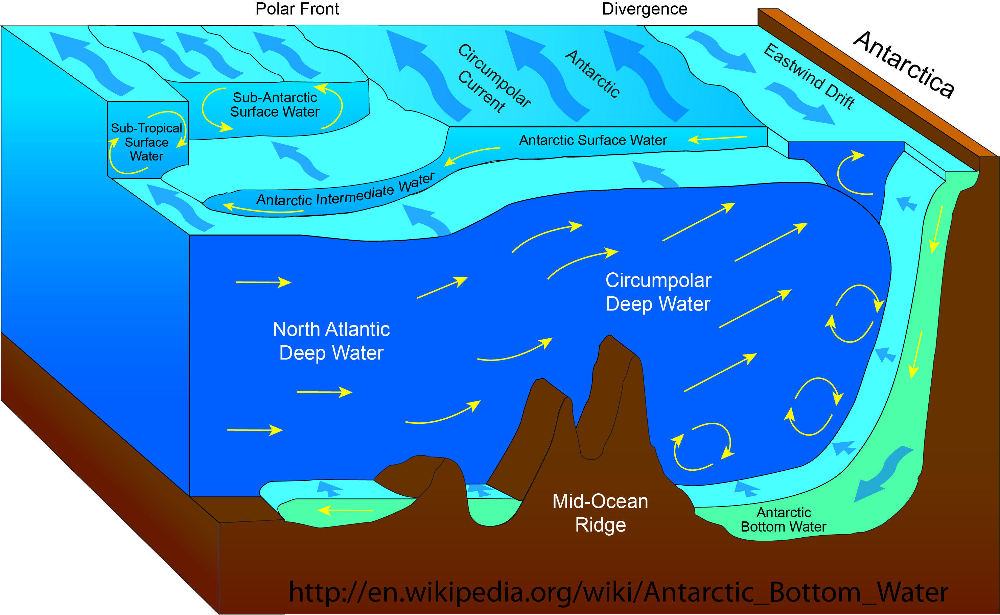 Polar Front
Divergence
Antarctica
Circumpolar
Current
Antarctic
Eastwind Drift
Sub-Antarctic
Surface Water
Sub-Tropical
Surface
Water
Antarctic Surface Water
Antarctic Intermediate Water
Circumpolar
Deep Water
North Atlantic
Deep Water
Mid-Ocean
Ridge
Antarctic
Bottom Water
http://en.wikipedia.org/wiki/Antarctic_Bottom_Water